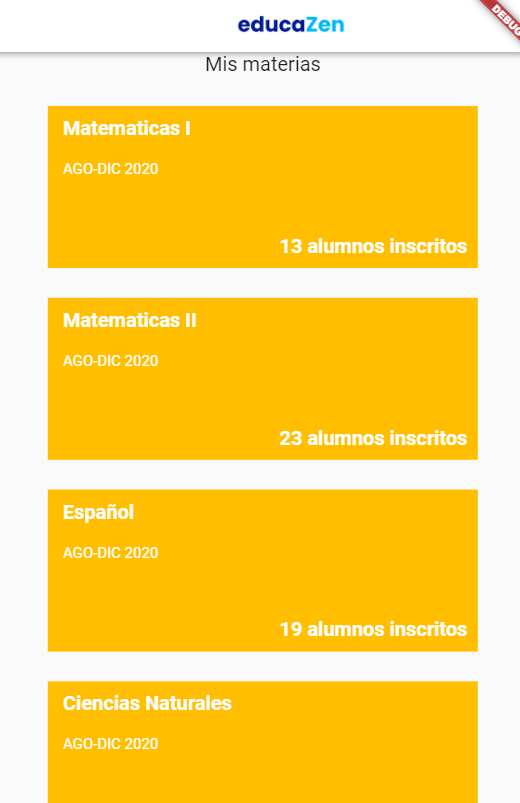 educaZen
DEBUG
Mis materias
Matematicas I
AGO-DIC 2020
13 alumnos inscritos
Matematicas II
AGO-DIC 2020
23 alumnos inscritos
Español
AGO-DIC 2020
19 alumnos inscritos
Ciencias Naturales
AGO-DIC 2020